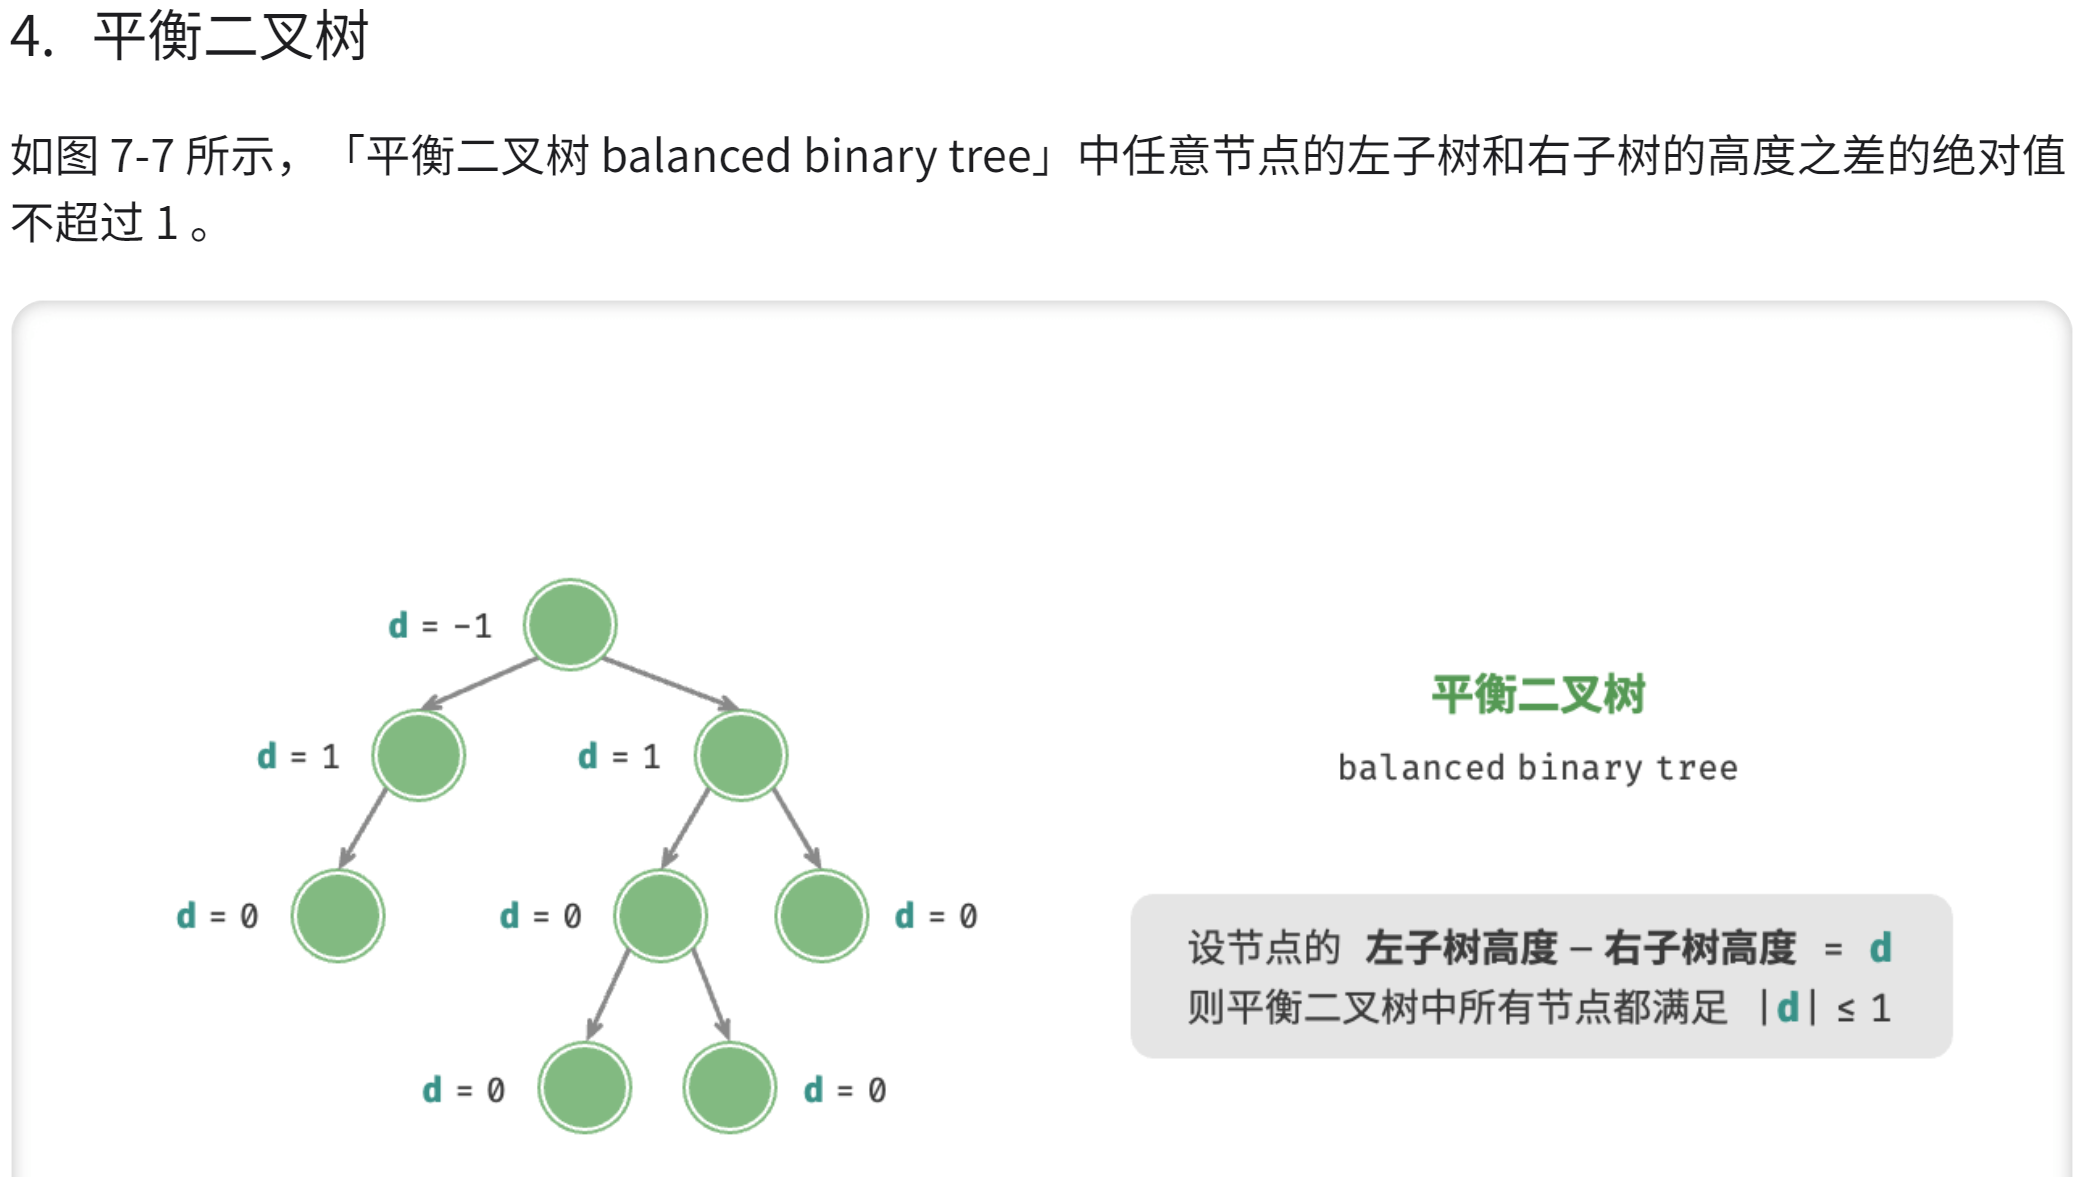 4. 平衡二叉树
如图 7-7 所示，「平衡二叉树 balanced binary tree」中任意节点的左子树和右子树的高度之差的绝对值
不超过 1 。
d = -1
d = 1
d = 1
平衡二叉树
balanced binary tree
d = 0
d = 0
d = 0
设节点的 左子树高度 - 右子树高度 = d
则平衡二叉树中所有节点都满足 |d| ≤ 1
d = 0
d = 0